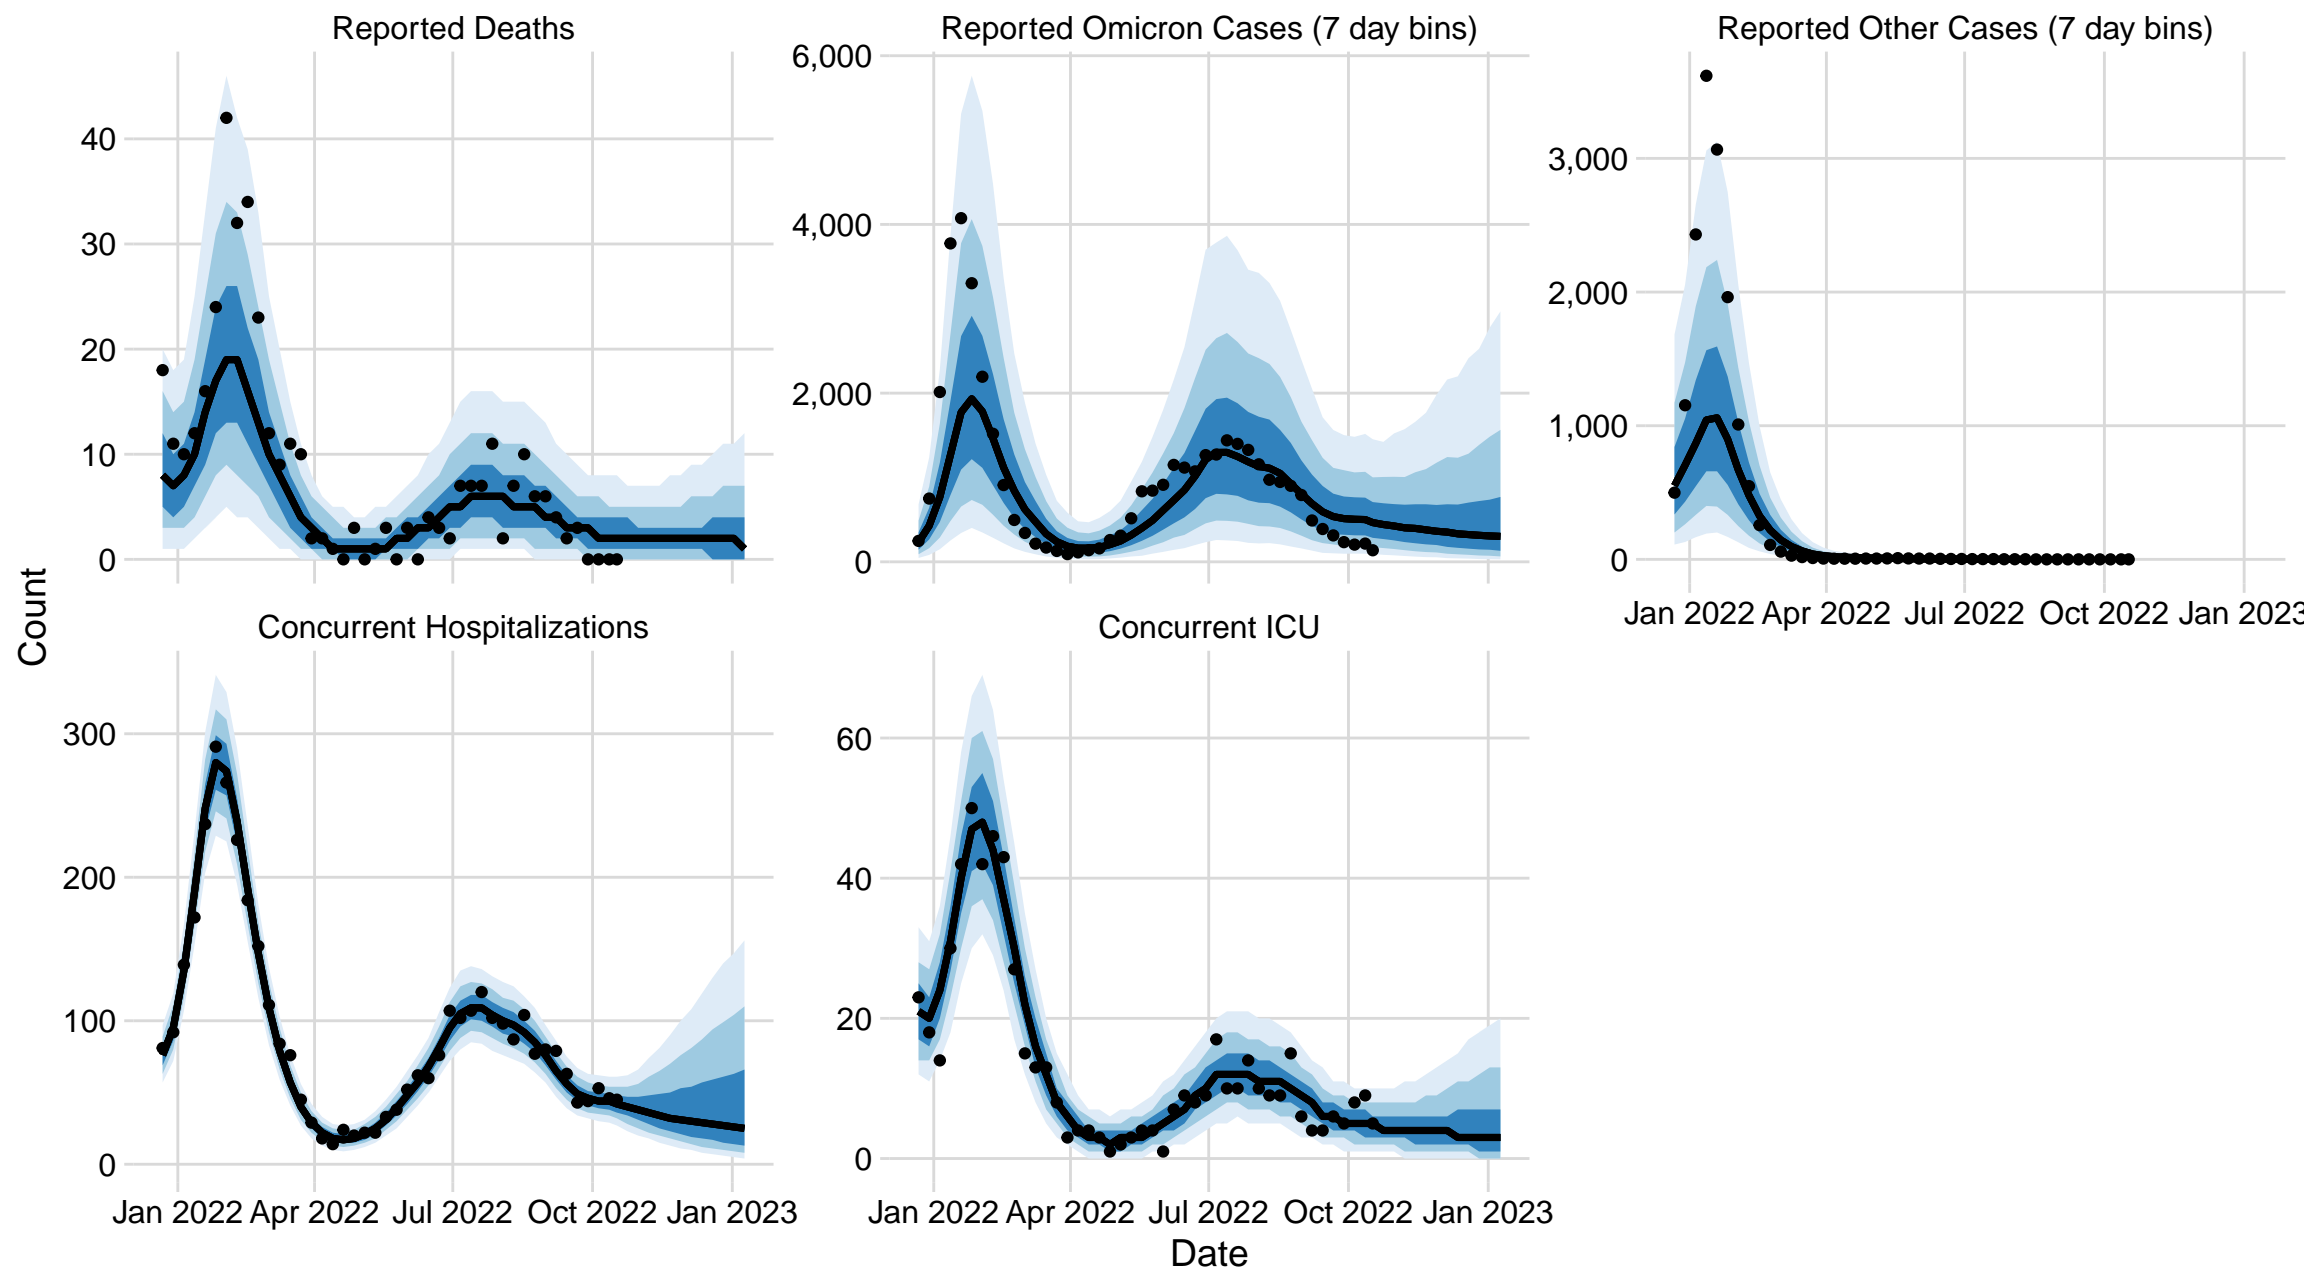 Reported Deaths
Reported Omicron Cases (7 day bins)
Reported Other Cases (7 day bins)
40
30
20
10
0
6,000
4,000
2,000
0
3,000
2,000
1,000
0
Jan 2022 Apr 2022 Jul 2022 Oct 2022 Jan 2023
Count
Concurrent Hospitalizations
Concurrent ICU
300
200
100
0
60
40
20
0
Jan 2022 Apr 2022 Jul 2022 Oct 2022 Jan 2023
Jan 2022 Apr 2022 Jul 2022 Oct 2022 Jan 2023
Date